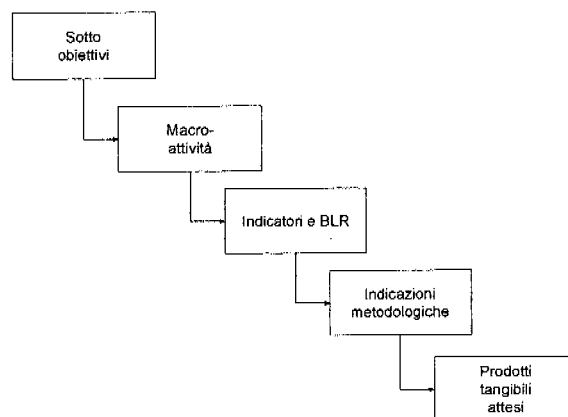 Sotto
obiettivi
Macro-
attività
Indicatori e BLR
Indicazioni
metodologiche
Prodotti
tangibili
attesi